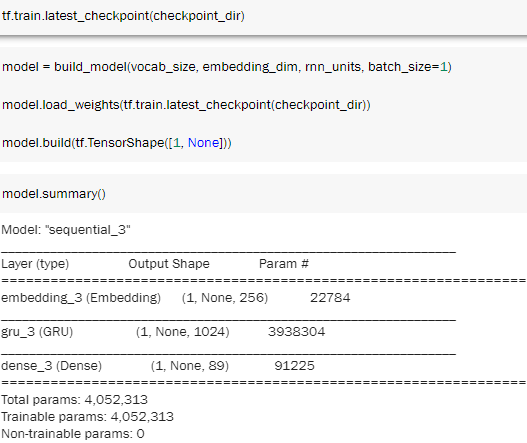 tf.train.latest_checkpoint(checkpoint_dir)
model = build_model(vocab_size, embedding_dim, rnn_units, batch_size=1)
model.load_weights(tf.train.latest_checkpoint(checkpoint_dir))
model.build(tf.TensorShape([1, None]))
model.summary()
Model: "sequential_3"
_________________________________________________________________
Layer (type) Output Shape Param #
=================================================================
embedding_3 (Embedding) (1, None, 256) 22784
_________________________________________________________________
gru_3 (GRU) (1, None, 1024) 3938304
_________________________________________________________________
dense_3 (Dense) (1, None, 89) 91225
=================================================================
Total params: 4,052,313
Trainable params: 4,052,313
Non-trainable params: 0